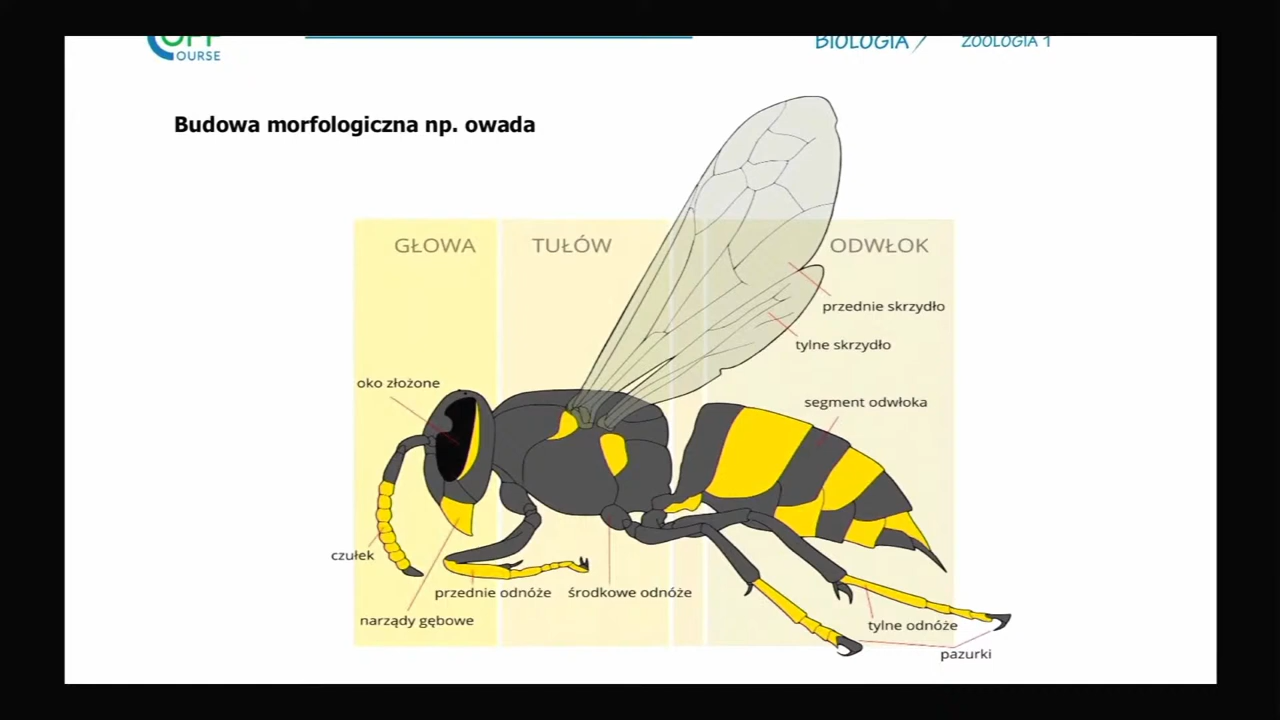 OURSE
BIOLOGIA / ZOOLOGIA 1
Budowa morfologiczna np. owada
GŁOWA
TUŁÓW
ODWŁOK
przednie skrzydło
tylne skrzydło
oko złożone
segment odwłoka
czułek
przednie odnóże
środkowe odnóże
narządy gębowe
tylne odnóże
pazurki